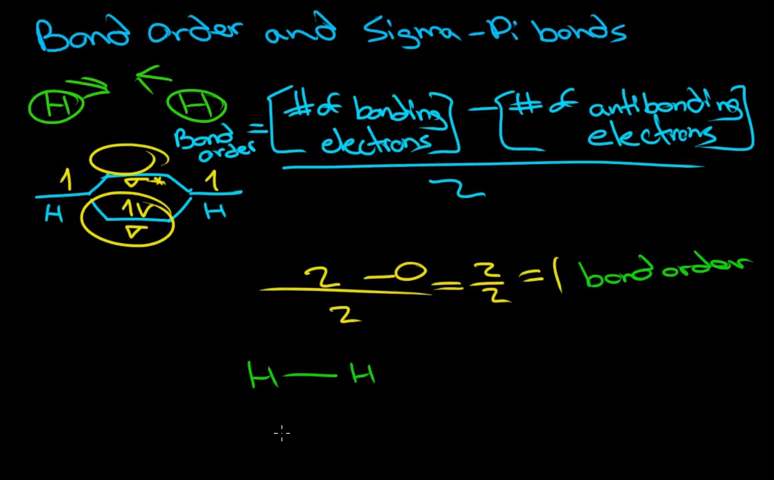 Bond Order and Sigma-Pi bonds
H H
Bond order = [# of bonding electrons] - [# of antibonding electrons]
2
1 σ* 1
H 1V H
σ
2 - 0 = 2 = 1 bond order
2 2
H — H